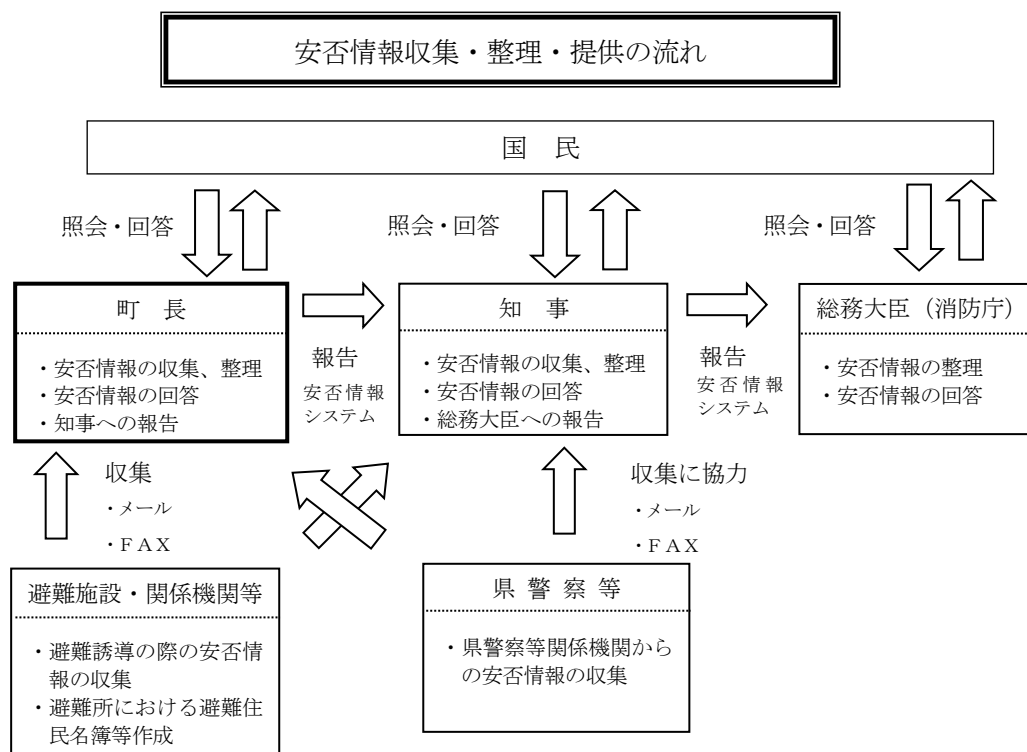 安否情報収集・整理・提供の流れ
国 民
照会・回答
照会・回答
照会・回答
町 長
・安否情報の収集、整理
・安否情報の回答
・知事への報告
報告
安否情報
システム
知 事
・安否情報の収集、整理
・安否情報の回答
・総務大臣への報告
報告
安否情報
システム
総務大臣（消防庁）
・安否情報の整理
・安否情報の回答
収集
・メール
・ＦＡＸ
収集に協力
・メール
・ＦＡＸ
避難施設・関係機関等
・避難誘導の際の安否情
報の収集
・避難所における避難住
民名簿等作成
県 警 察 等
・県警察等関係機関から
の安否情報の収集